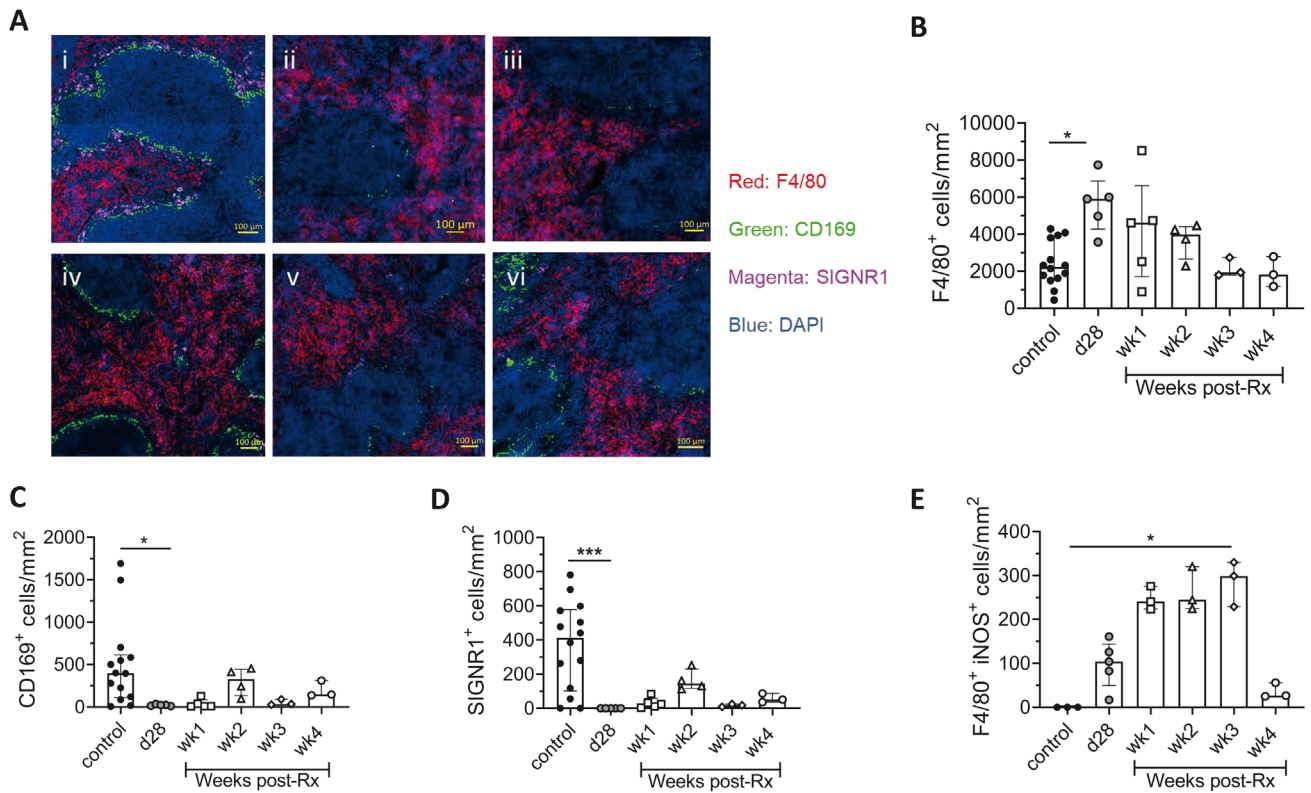 A
i
ii
iii
100 µm
100 µm
100 µm
iv
v
vi
100 µm
100 µm
100 µm
Red: F4/80
Green: CD169
Magenta: SIGNR1
Blue: DAPI
B
F4/80+ cells/mm2
10000
8000
6000
4000
2000
0
*
control
d28
wk1
wk2
wk3
wk4
Weeks post-Rx
C
CD169+ cells/mm2
2000
1500
1000
500
0
*
control
d28
wk1
wk2
wk3
wk4
Weeks post-Rx
D
SIGNR1+ cells/mm2
1000
800
600
400
200
0
***
control
d28
wk1
wk2
wk3
wk4
Weeks post-Rx
E
F4/80+ iNOS+ cells/mm2
400
300
200
100
0
*
control
d28
wk1
wk2
wk3
wk4
Weeks post-Rx